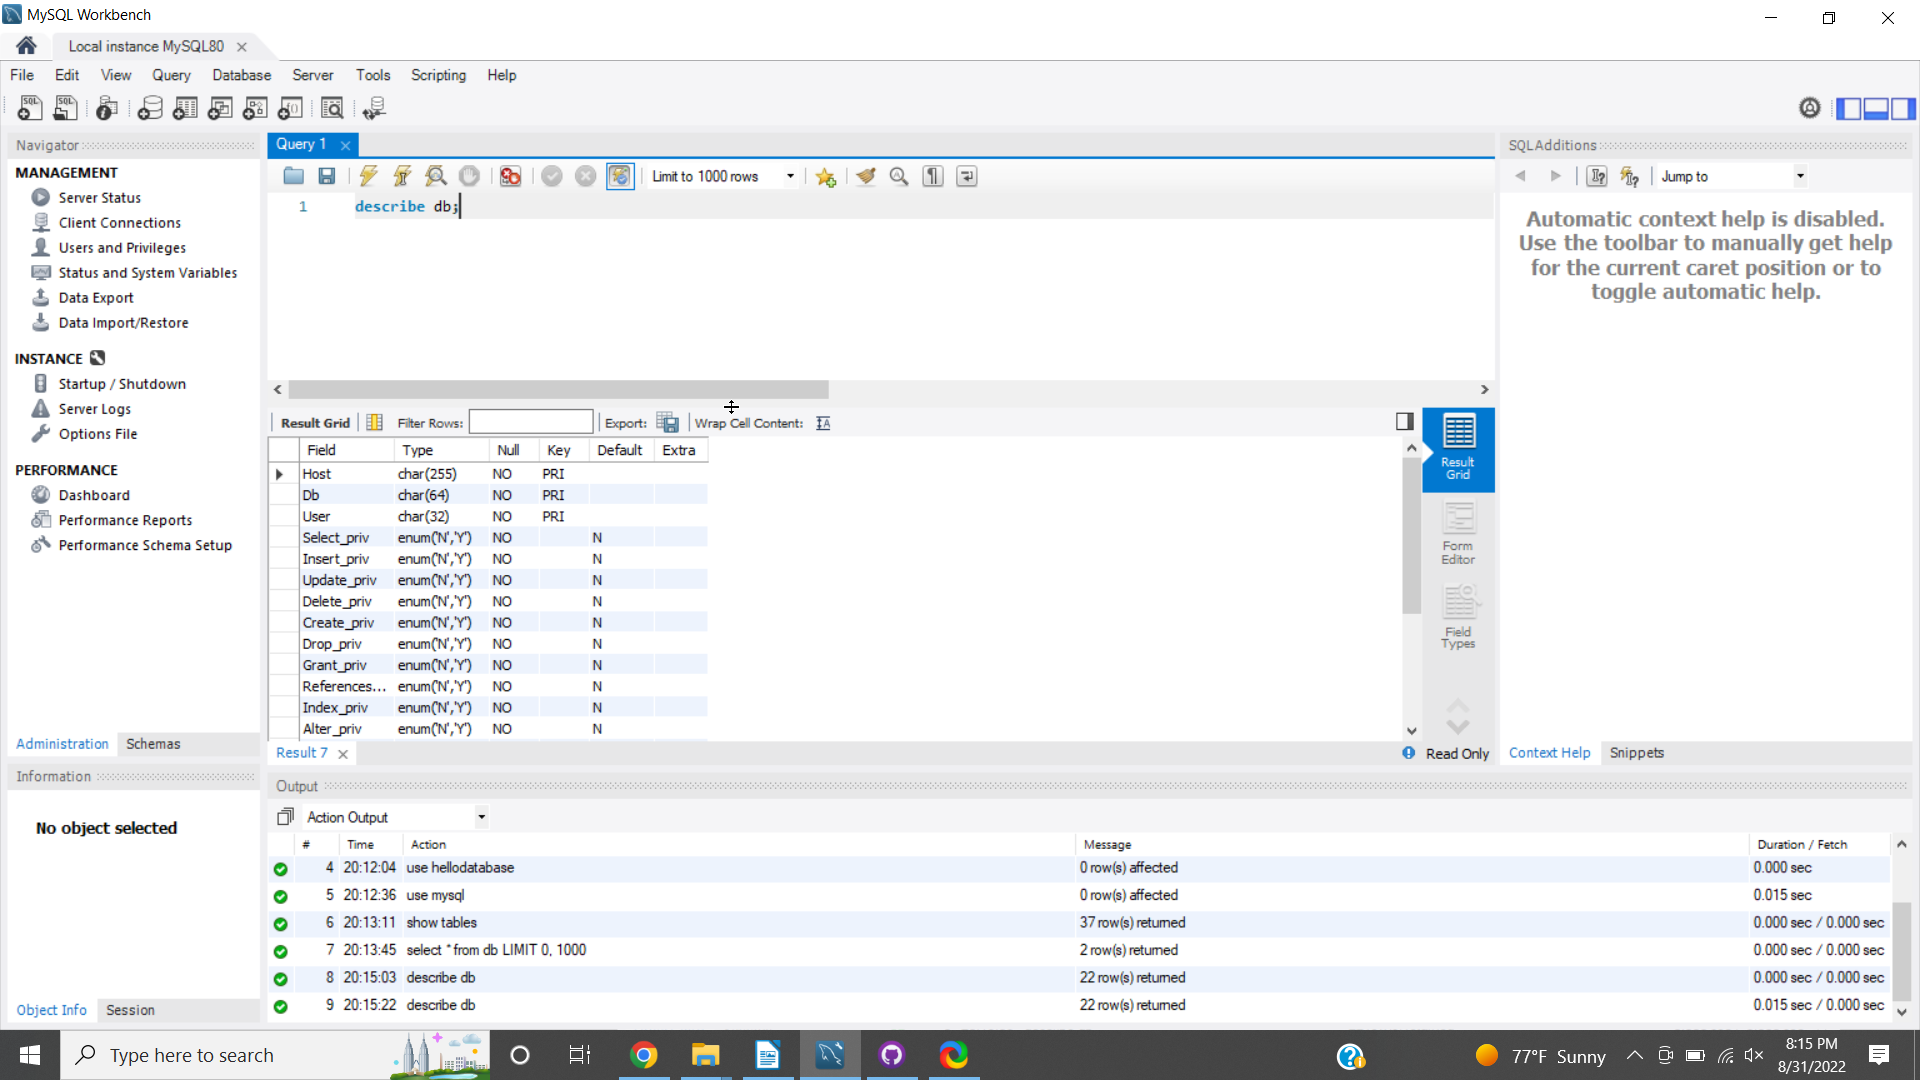 MySQL Workbench
Local instance MySQL80
File Edit View Query Database Server Tools Scripting Help
Navigator
MANAGEMENT
Server Status
Client Connections
Users and Privileges
Status and System Variables
Data Export
Data Import/Restore
INSTANCE
Startup / Shutdown
Server Logs
Options File
PERFORMANCE
Dashboard
Performance Reports
Performance Schema Setup
Administration Schemas
Information
No object selected
Object Info Session
Query 1
Limit to 1000 rows
1 describe db;
Result Grid Filter Rows: Export: Wrap Cell Content:
Field Type Null Key Default Extra
Host char(255) NO PRI
Db char(64) NO PRI
User char(32) NO PRI
Select_priv enum('N','Y') NO N
Insert_priv enum('N','Y') NO N
Update_priv enum('N','Y') NO N
Delete_priv enum('N','Y') NO N
Create_priv enum('N','Y') NO N
Drop_priv enum('N','Y') NO N
Grant_priv enum('N','Y') NO N
References... enum('N','Y') NO N
Index_priv enum('N','Y') NO N
Alter_priv enum('N','Y') NO N
Result
Grid
Form
Editor
Field
Types
Result 7
Read Only
SQLAdditions
Jump to
Automatic context help is disabled.
Use the toolbar to manually get help
for the current caret position or to
toggle automatic help.
Context Help Snippets
Output
Action Output
# Time Action Message Duration / Fetch
4 20:12:04 use hellodatabase 0 row(s) affected 0.000 sec
5 20:12:36 use mysql 0 row(s) affected 0.015 sec
6 20:13:11 show tables 37 row(s) returned 0.000 sec / 0.000 sec
7 20:13:45 select * from db LIMIT 0, 1000 2 row(s) returned 0.000 sec / 0.000 sec
8 20:15:03 describe db 22 row(s) returned 0.000 sec / 0.000 sec
9 20:15:22 describe db 22 row(s) returned 0.015 sec / 0.000 sec
Type here to search
77°F Sunny
8:15 PM
8/31/2022